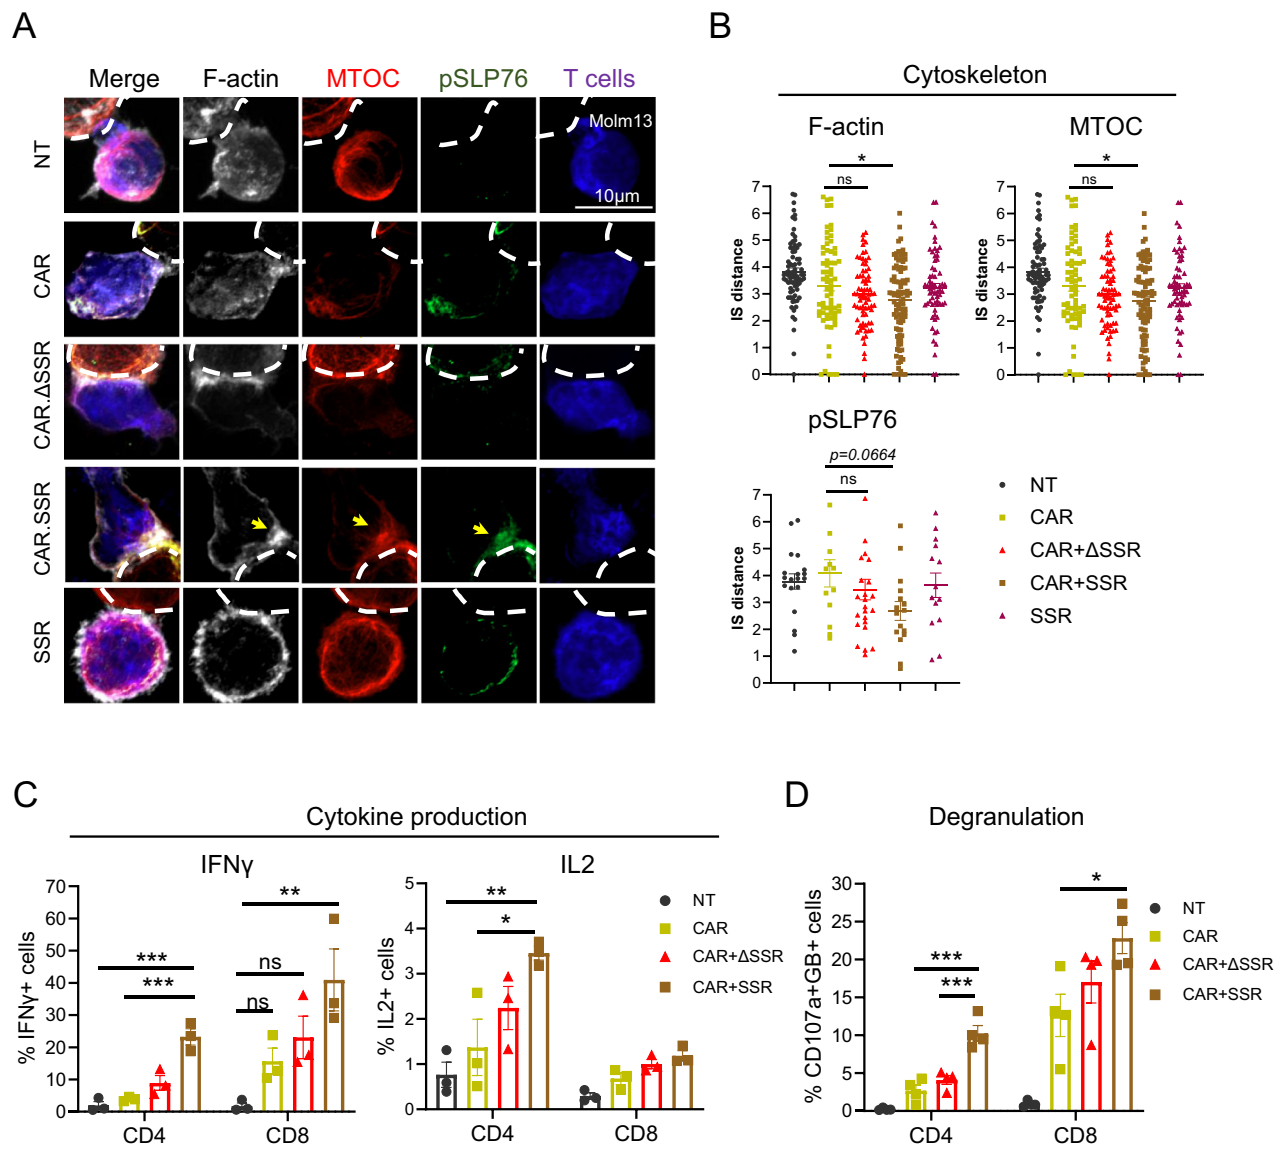 A
Merge F-actin MTOC pSLP76 T cells
NT
Molm13
10μm
CAR
CAR.ΔSSR
CAR.SSR
SSR
B
Cytoskeleton
F-actin
*
ns
IS distance
7
6
5
4
3
2
1
0
MTOC
*
ns
IS distance
7
6
5
4
3
2
1
0
pSLP76
p=0.0664
ns
IS distance
7
6
5
4
3
2
1
0
NT
CAR
CAR+ΔSSR
CAR+SSR
SSR
C
Cytokine production
IFNγ
% IFNγ+ cells
70
60
50
40
30
20
10
0
***
***
**
ns
ns
CD4 CD8
IL2
% IL2+ cells
5
4
3
2
1
0
**
*
CD4 CD8
NT
CAR
CAR+ΔSSR
CAR+SSR
D
Degranulation
% CD107a+GB+ cells
30
25
20
15
10
5
0
***
***
*
CD4 CD8
NT
CAR
CAR+ΔSSR
CAR+SSR